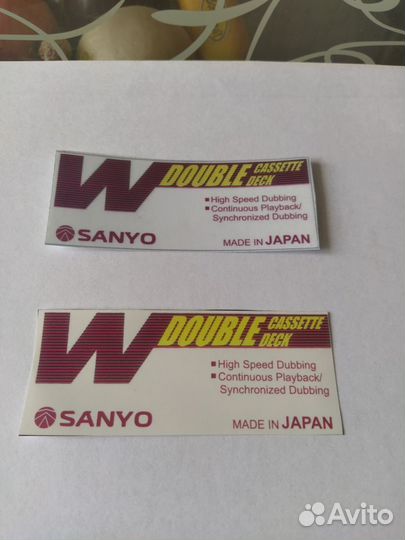 W DOUBLE CASSETTE DECK
■High Speed Dubbing
■Continuous Playback/
Synchronized Dubbing
SANYO
MADE IN JAPAN
W DOUBLE CASSETTE DECK
■High Speed Dubbing
■Continuous Playback/
Synchronized Dubbing
SANYO
MADE IN JAPAN
Avito